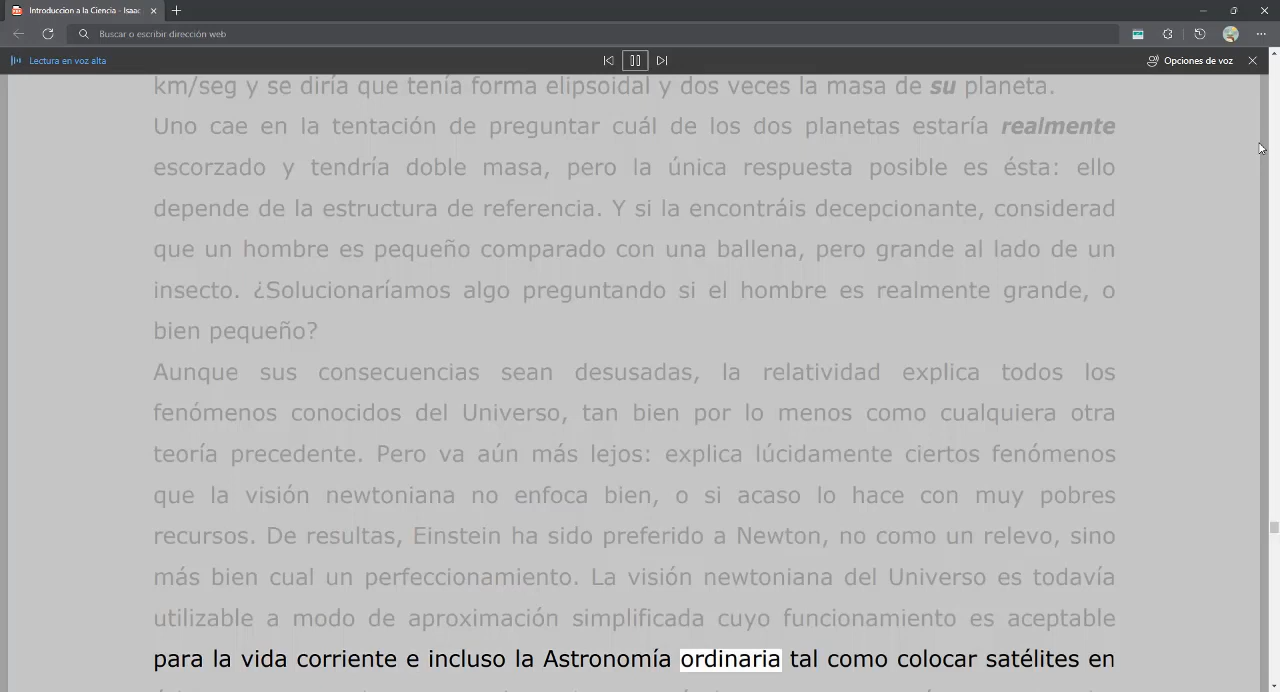 Introduccion a la Ciencia - Isaac
Buscar o escribir dirección web
Lectura en voz alta
Opciones de voz
km/seg y se diría que tenía forma elipsoidal y dos veces la masa de su planeta.
Uno cae en la tentación de preguntar cuál de los dos planetas estaría realmente
escorzado y tendría doble masa, pero la única respuesta posible es ésta: ello
depende de la estructura de referencia. Y si la encontráis decepcionante, considerad
que un hombre es pequeño comparado con una ballena, pero grande al lado de un
insecto. ¿Solucionaríamos algo preguntando si el hombre es realmente grande, o
bien pequeño?
Aunque sus consecuencias sean desusadas, la relatividad explica todos los
fenómenos conocidos del Universo, tan bien por lo menos como cualquiera otra
teoría precedente. Pero va aún más lejos: explica lúcidamente ciertos fenómenos
que la visión newtoniana no enfoca bien, o si acaso lo hace con muy pobres
recursos. De resultas, Einstein ha sido preferido a Newton, no como un relevo, sino
más bien cual un perfeccionamiento. La visión newtoniana del Universo es todavía
utilizable a modo de aproximación simplificada cuyo funcionamiento es aceptable
para la vida corriente e incluso la Astronomía ordinaria tal como colocar satélites en